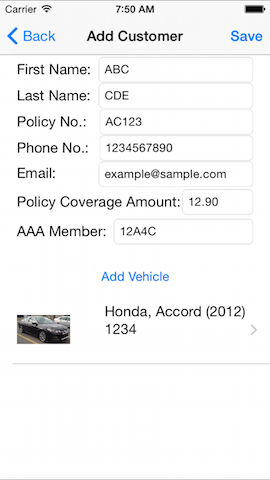 Carrier 7:50 AM
Back Add Customer Save
First Name: ABC
Last Name: CDE
Policy No.: AC123
Phone No.: 1234567890
Email: example@sample.com
Policy Coverage Amount: 12.90
AAA Member: 12A4C
Add Vehicle
Honda, Accord (2012)
1234